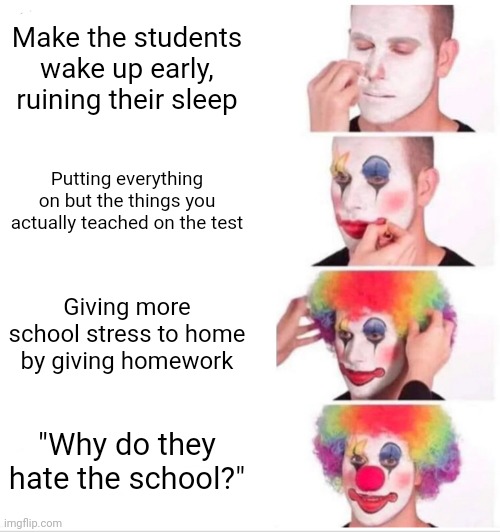 Make the students
wake up early,
ruining their sleep
Putting everything
on but the things you
actually teached on the test
Giving more
school stress to home
by giving homework
"Why do they
hate the school?"
imgflip.com